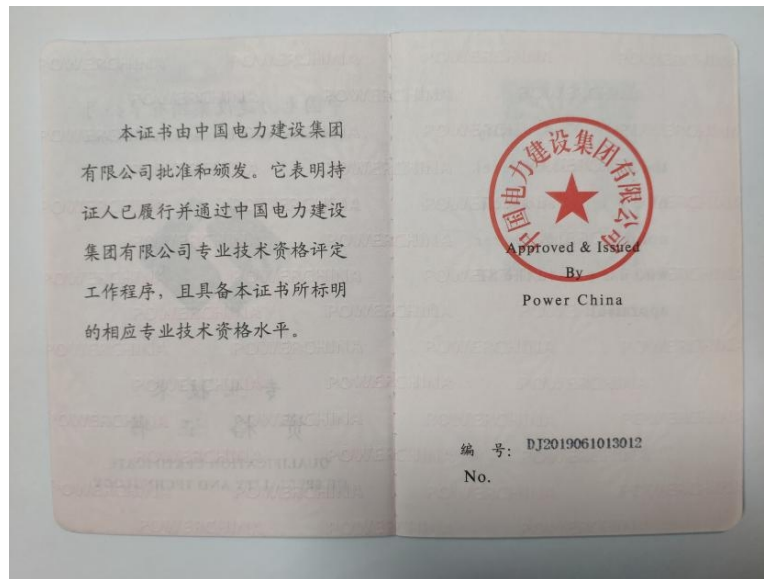 本证书由中国电力建设集团
有限公司批准和颁发。它表明持
证人已履行并通过中国电力建设
集团有限公司专业技术资格评定
工作程序，且具备本证书所标明
的相应专业技术资格水平。
中国电力建设集团有限公司
Approved & Issued
By
Power China
编 号: DJ2019061013012
No.